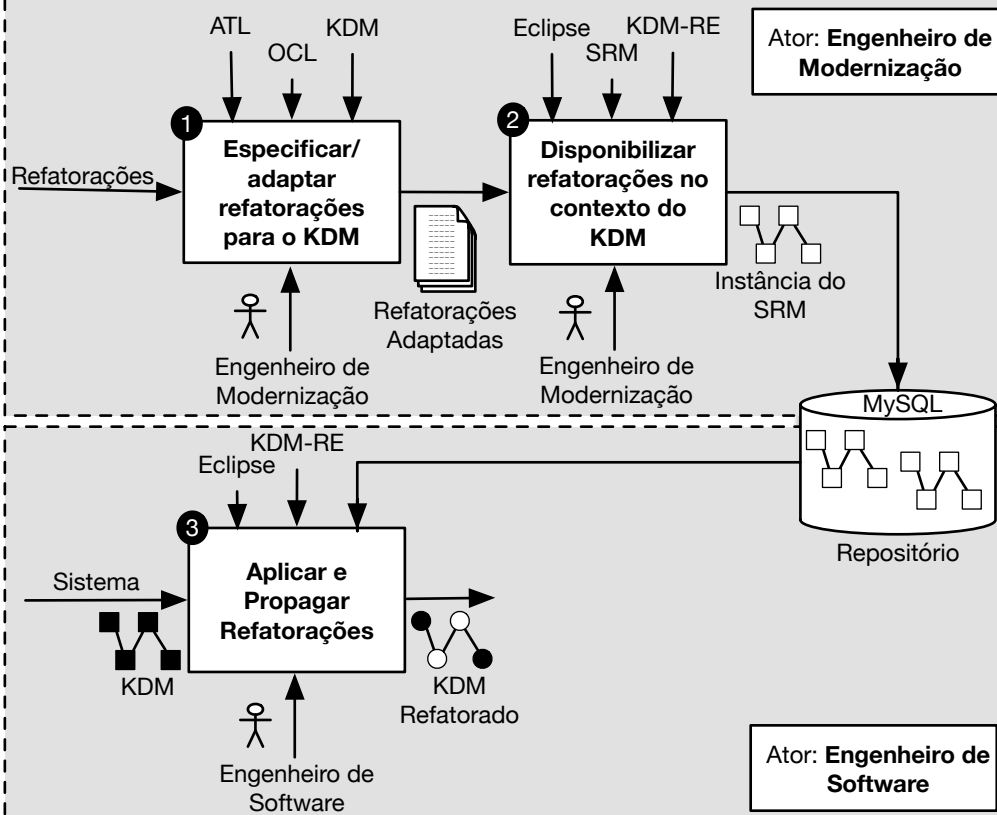 ATL
OCL
KDM
Eclipse
SRM
KDM-RE
Ator: Engenheiro de
Modernização
1
Especificar/
adaptar
refatorações
para o KDM
2
Disponibilizar
refatorações no
contexto do
KDM
Refatorações
Refatorações
Adaptadas
Instância do
SRM
Engenheiro de
Modernização
Engenheiro de
Modernização
MySQL
Repositório
KDM-RE
Eclipse
3
Aplicar e
Propagar
Refatorações
Sistema
KDM
KDM
Refatorado
Engenheiro de
Software
Ator: Engenheiro de
Software